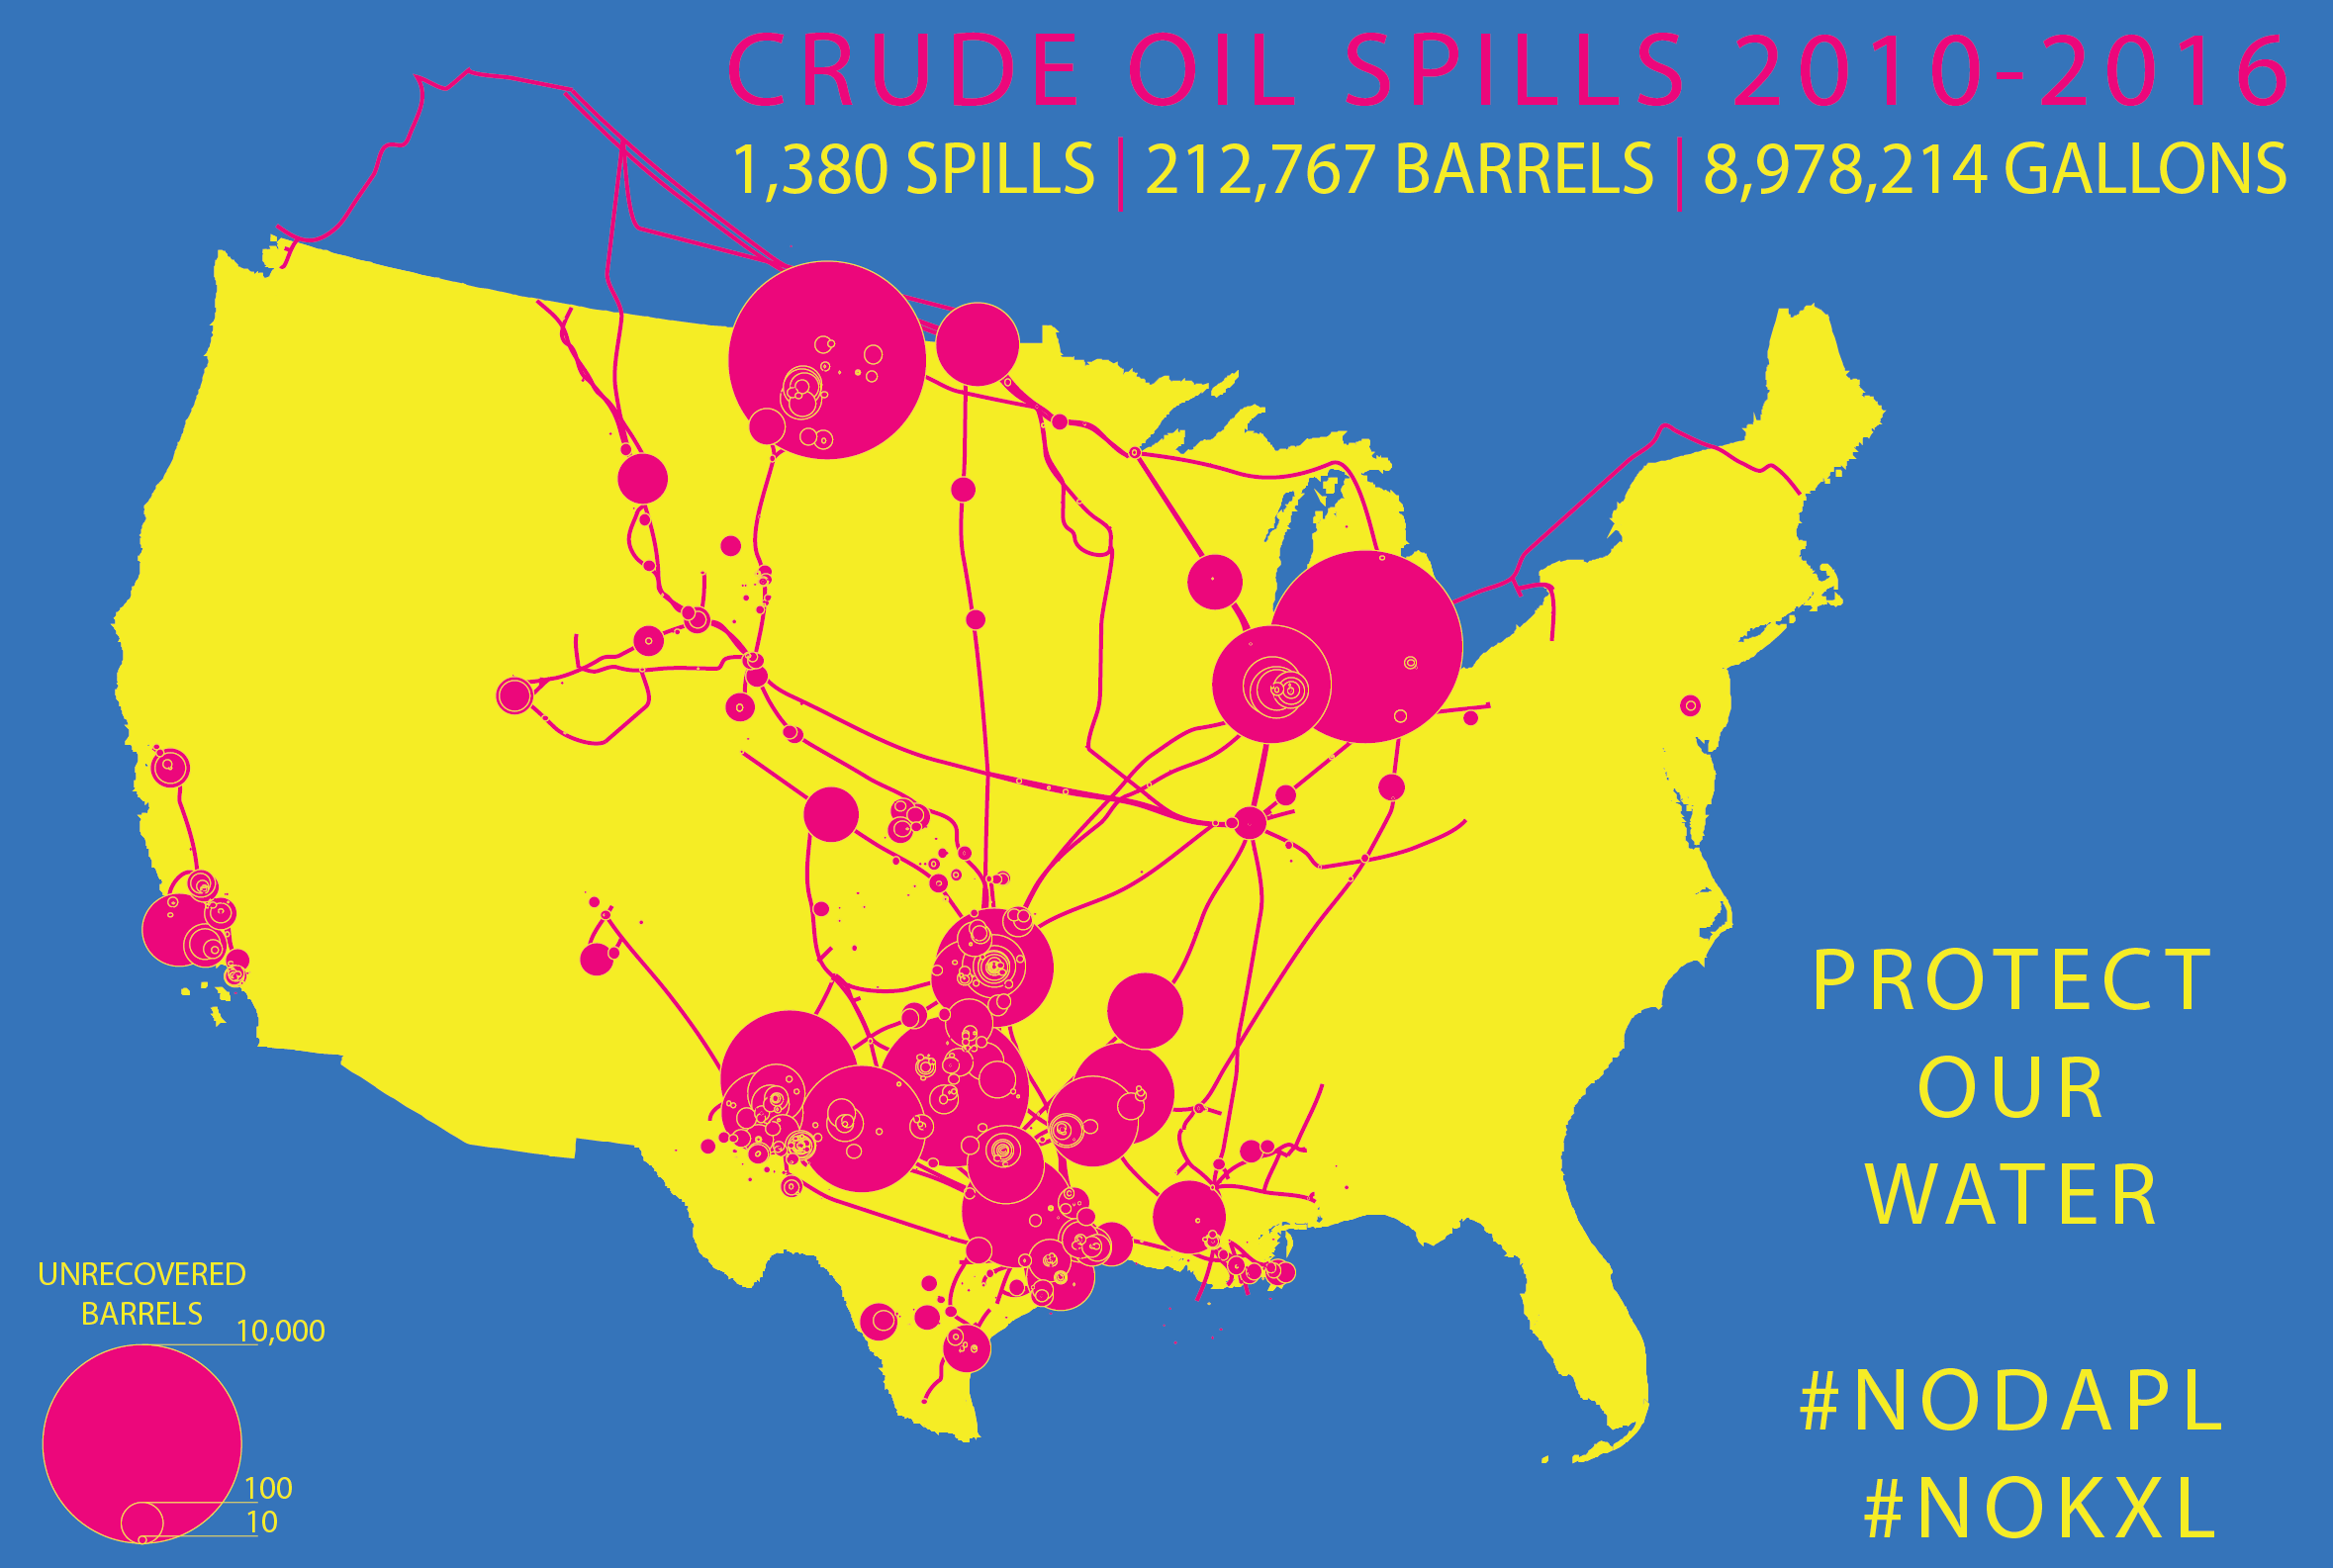 CRUDE OIL SPILLS 2010-2016
1,380 SPILLS | 212,767 BARRELS | 8,978,214 GALLONS
PROTECT
OUR
WATER
UNRECOVERED
BARRELS
10,000
100
10
#NODAPL
#NOKXL